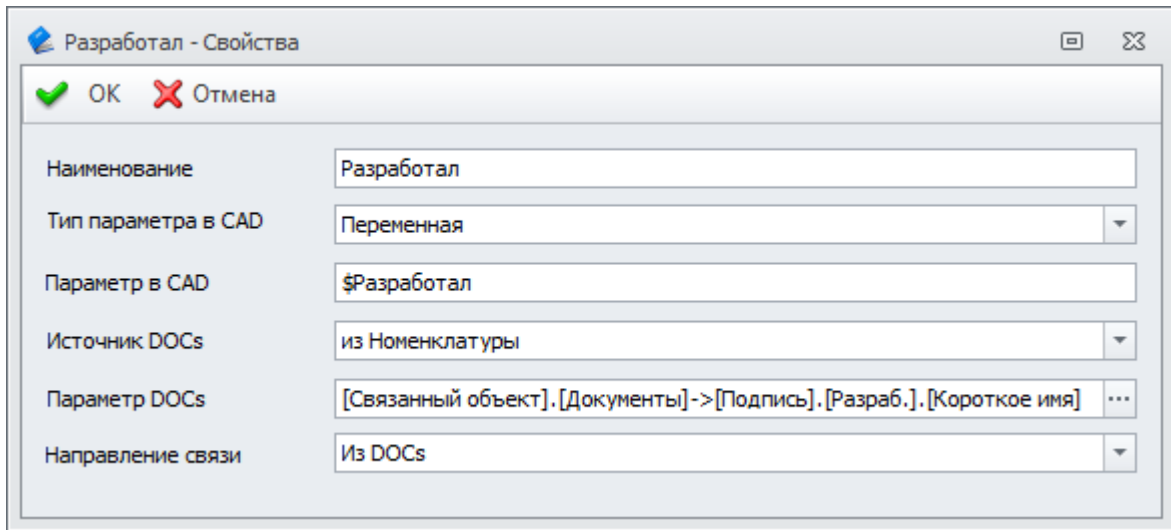 Разработал - Свойства
ОК Отмена
Наименование Разработал
Тип параметра в CAD Переменная
Параметр в CAD $Разработал
Источник DOCs из Номенклатуры
Параметр DOCs [Связанный объект].[Документы]->[Подпись].[Разраб.].[Короткое имя] ...
Направление связи Из DOCs